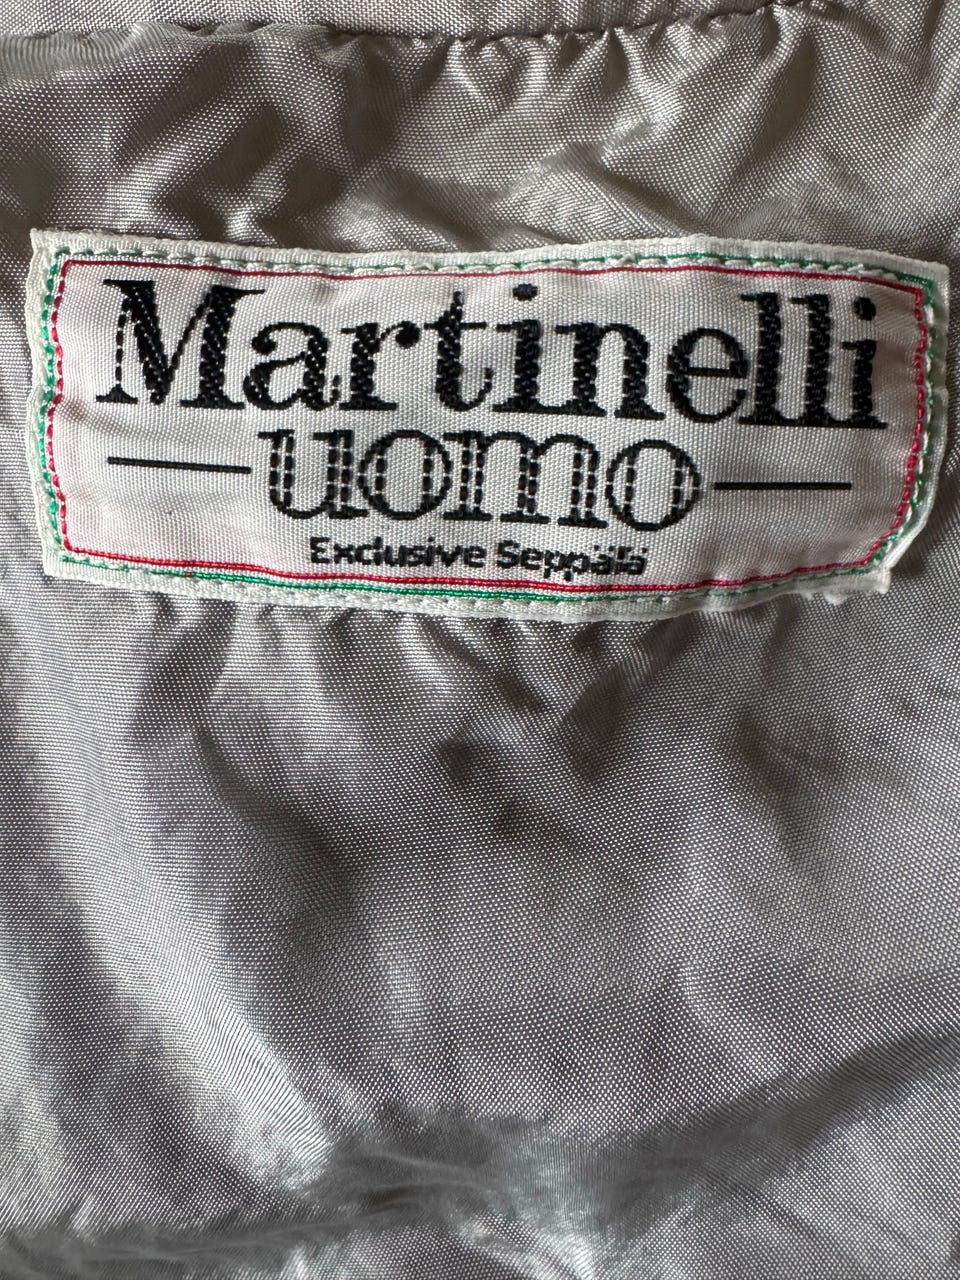 Martinelli
uomo
Exclusive Seppälä